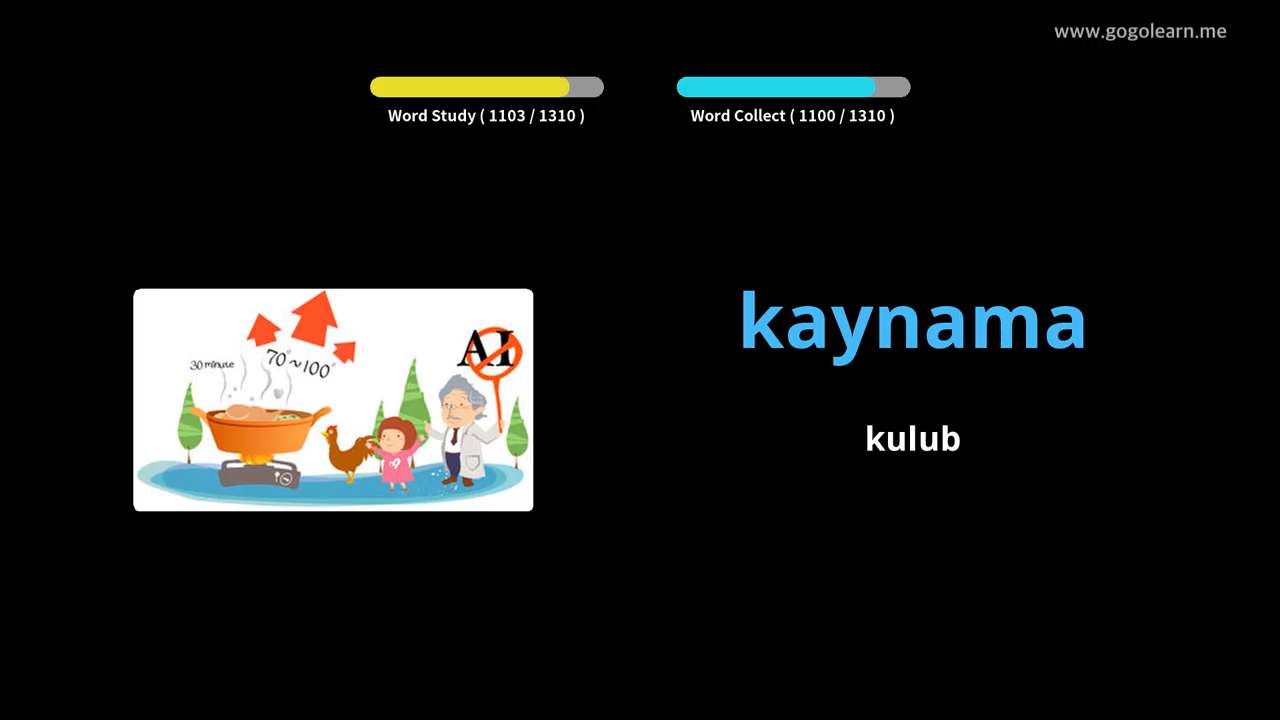 www.gogolearn.me
Word Study ( 1103 / 1310 )
Word Collect ( 1100 / 1310 )
30 minute
70°~100°
AI
kaynama
kulub